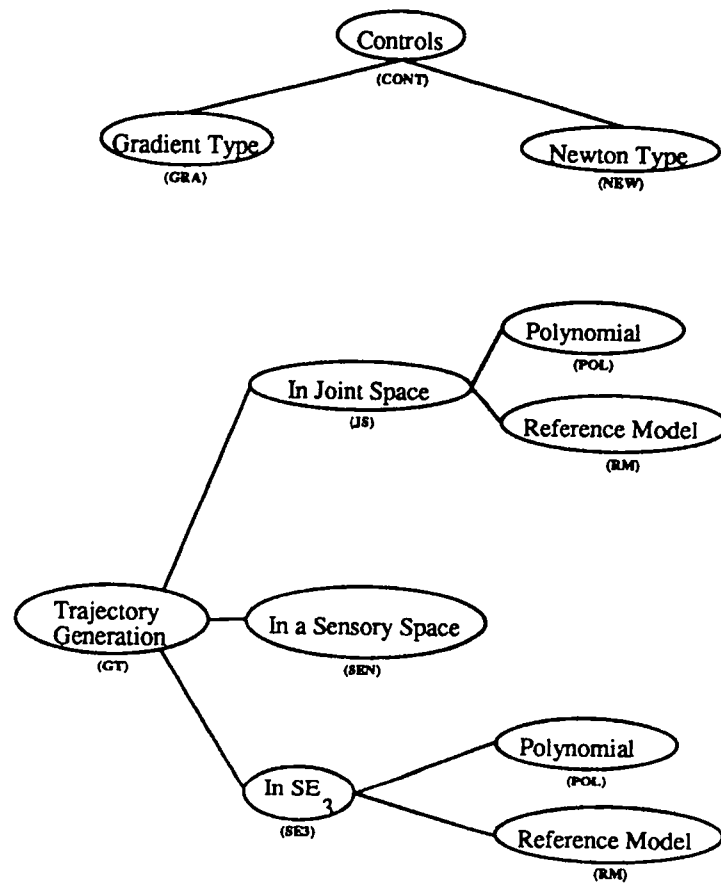 Controls
(CONT)
Gradient Type
(GRA)
Newton Type
(NEW)
Polynomial
(POL)
In Joint Space
(JS)
Reference Model
(RM)
Trajectory
Generation
(GT)
In a Sensory Space
(SEN)
Polynomial
(POL)
In SE3
(SE3)
Reference Model
(RM)